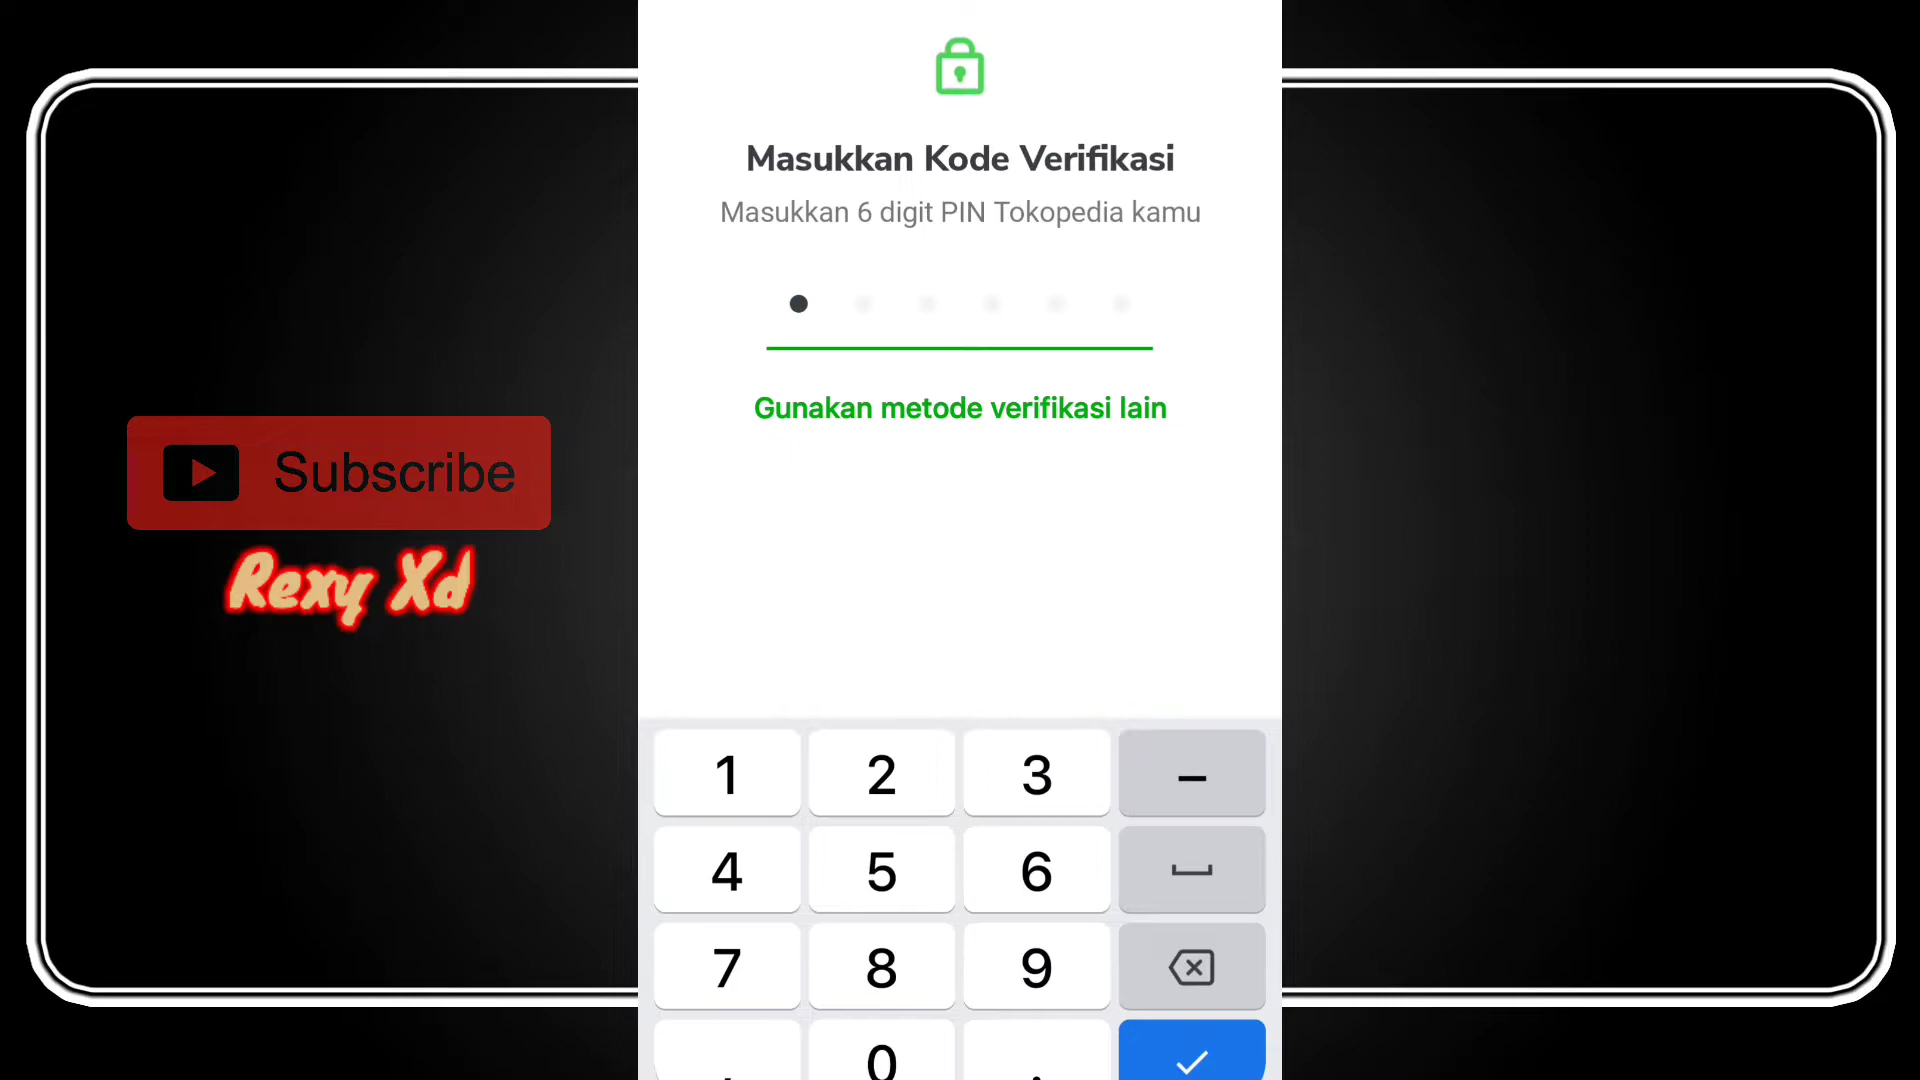 Masukkan Kode Verifikasi
Masukkan 6 digit PIN Tokopedia kamu
Gunakan metode verifikasi lain
Subscribe
Rexy Xd
1 2 3 –
4 5 6
7 8 9
, 0 .